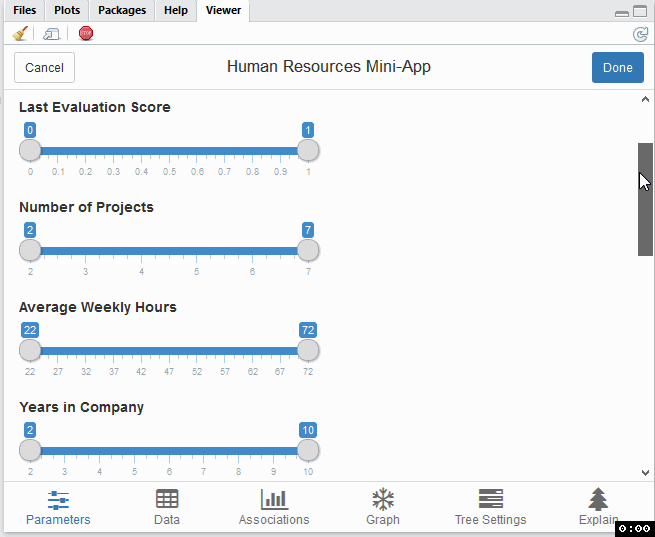 Files Plots Packages Help Viewer
STOP
Cancel Human Resources Mini-App Done
Last Evaluation Score
0 1
0 0.1 0.2 0.3 0.4 0.5 0.6 0.7 0.8 0.9 1
Number of Projects
2 7
2 3 4 5 6 7
Average Weekly Hours
22 72
22 27 32 37 42 47 52 57 62 67 72
Years in Company
2 10
2 3 4 5 6 7 8 9 10
Parameters Data Associations Graph Tree Settings Explain
0:00